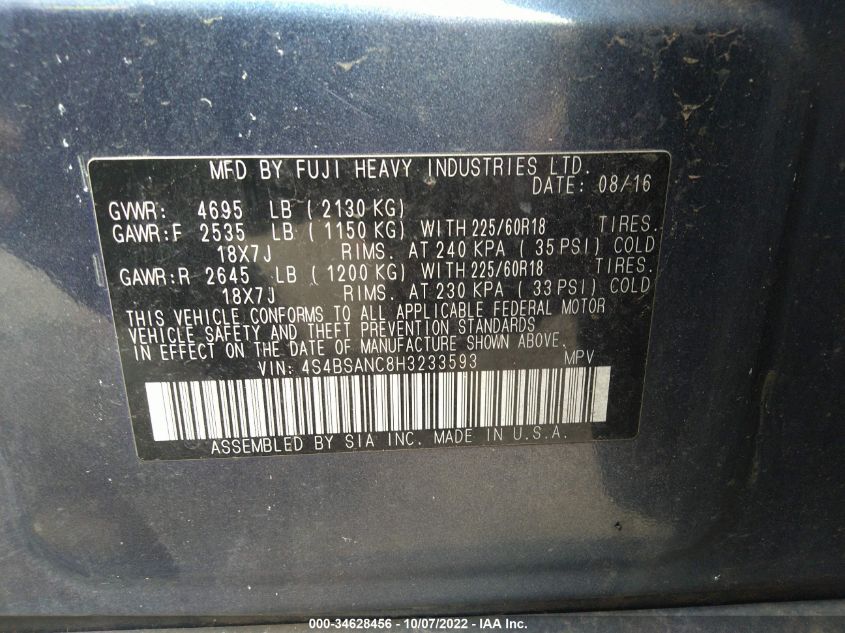 MFD BY FUJI HEAVY INDUSTRIES LTD.
DATE: 08/16
GVWR: 4695 LB ( 2130 KG)
GAWR:F 2535 LB ( 1150 KG) WITH 225/60R18 TIRES.
18X7J RIMS. AT 240 KPA ( 35 PSI) COLD
GAWR:R 2645 LB ( 1200 KG) WITH 225/60R18 TIRES.
18X7J RIMS. AT 230 KPA ( 33 PSI) COLD
THIS VEHICLE CONFORMS TO ALL APPLICABLE FEDERAL MOTOR
VEHICLE SAFETY AND THEFT PREVENTION STANDARDS
IN EFFECT ON THE DATE OF MANUFACTURE SHOWN ABOVE.
VIN: 4S4BSANC8H3233593 MPV
ASSEMBLED BY SIA INC. MADE IN U.S.A.
000-34628456 - 10/07/2022 - IAA Inc.